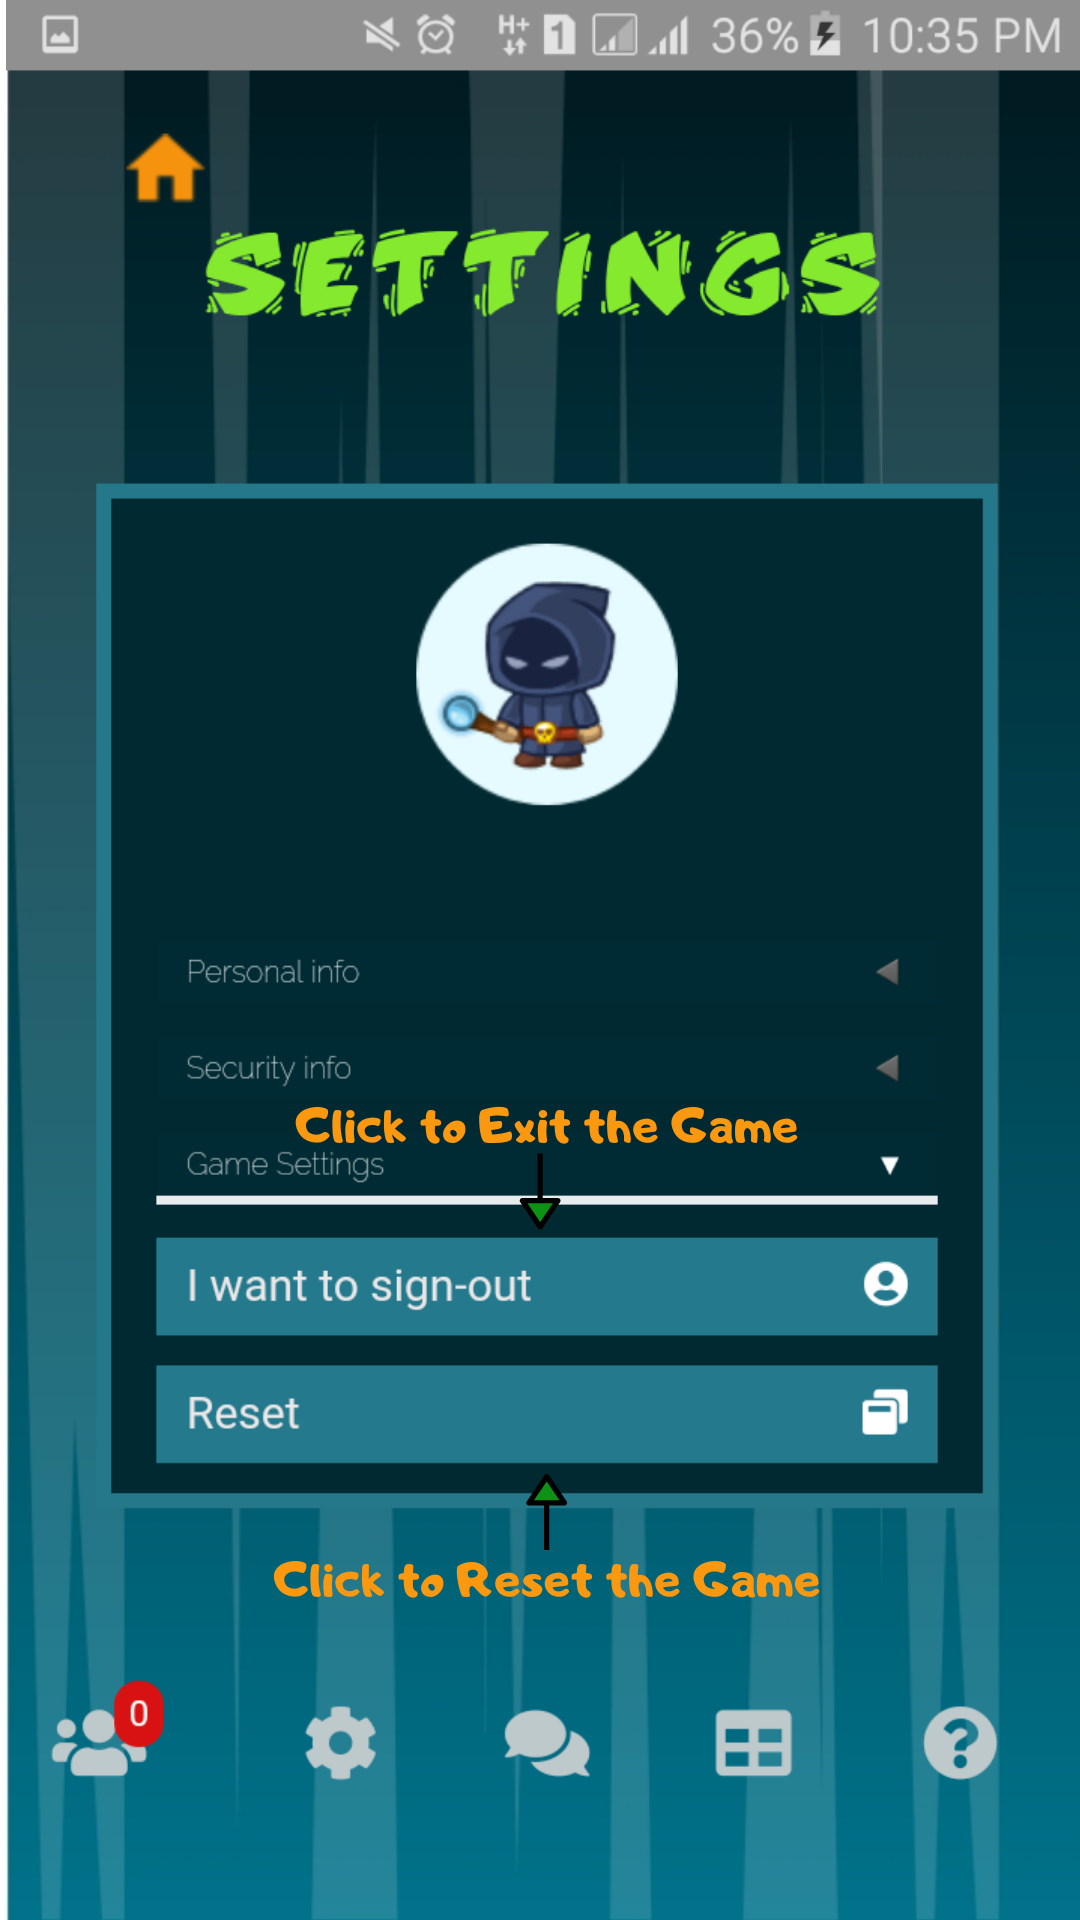 H+ 1 36% 10:35 PM
SETTINGS
Personal info
Security info
Click to Exit the Game
Game Settings
I want to sign-out
Reset
Click to Reset the Game
0
?